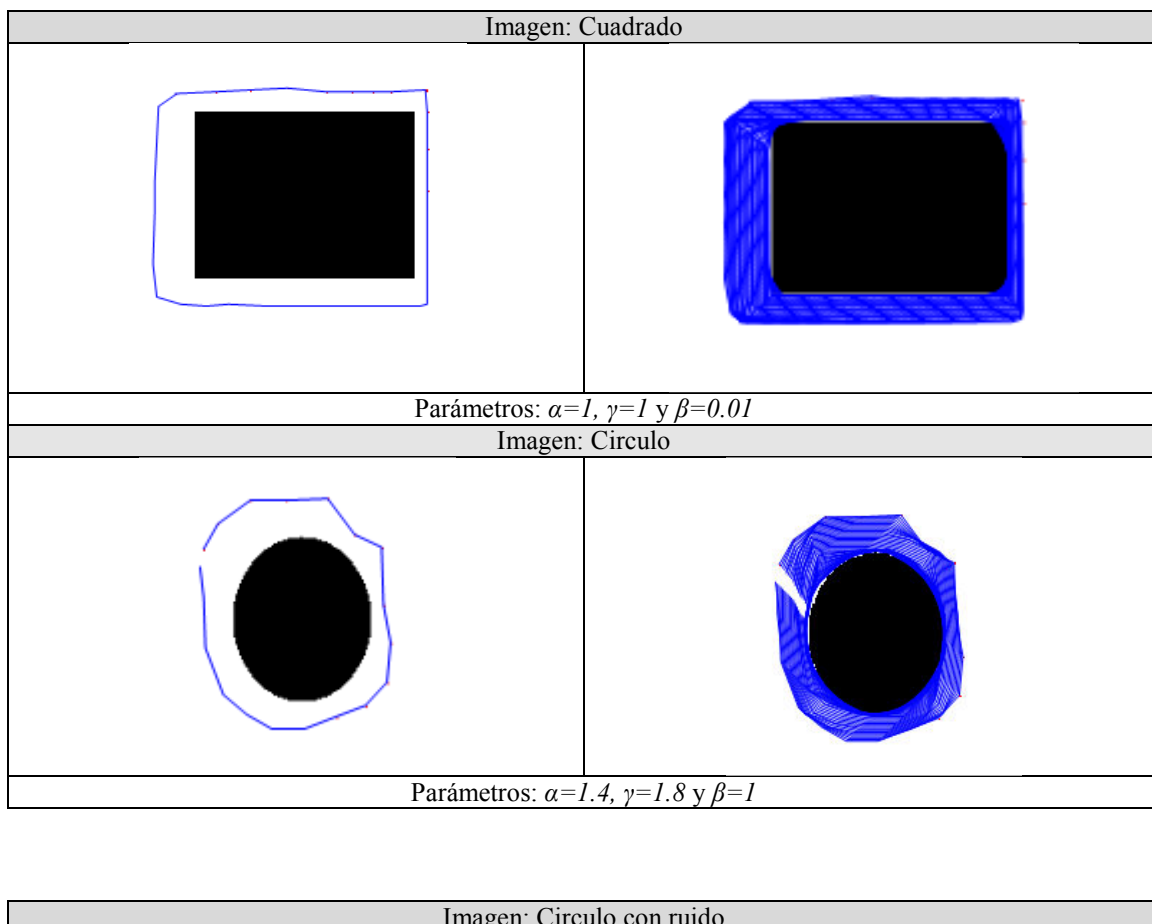 Imagen: Cuadrado
Parámetros: α=1, γ=1 y β=0.01
Imagen: Circulo
Parámetros: α=1.4, γ=1.8 y β=1
Imagen: Circulo con ruido